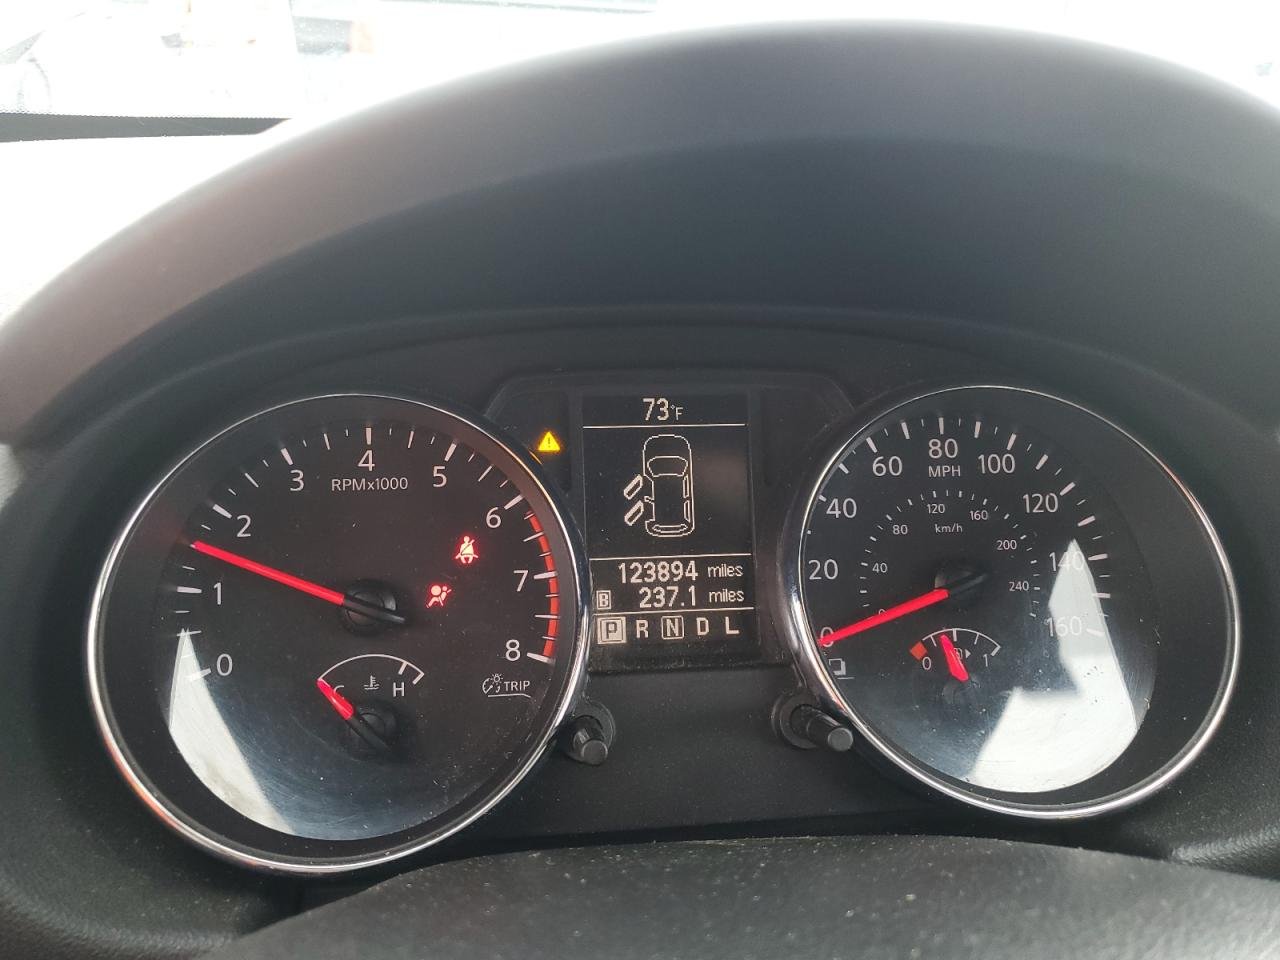 73°F
0 1 2 3 4 5 6 7 8
RPMx1000
C H
TRIP
123894 miles
B 237.1 miles
P R N D L
0 20 40 60 80 100 120 140 160
MPH
0 40 80 120 160 200 240
km/h
0 1